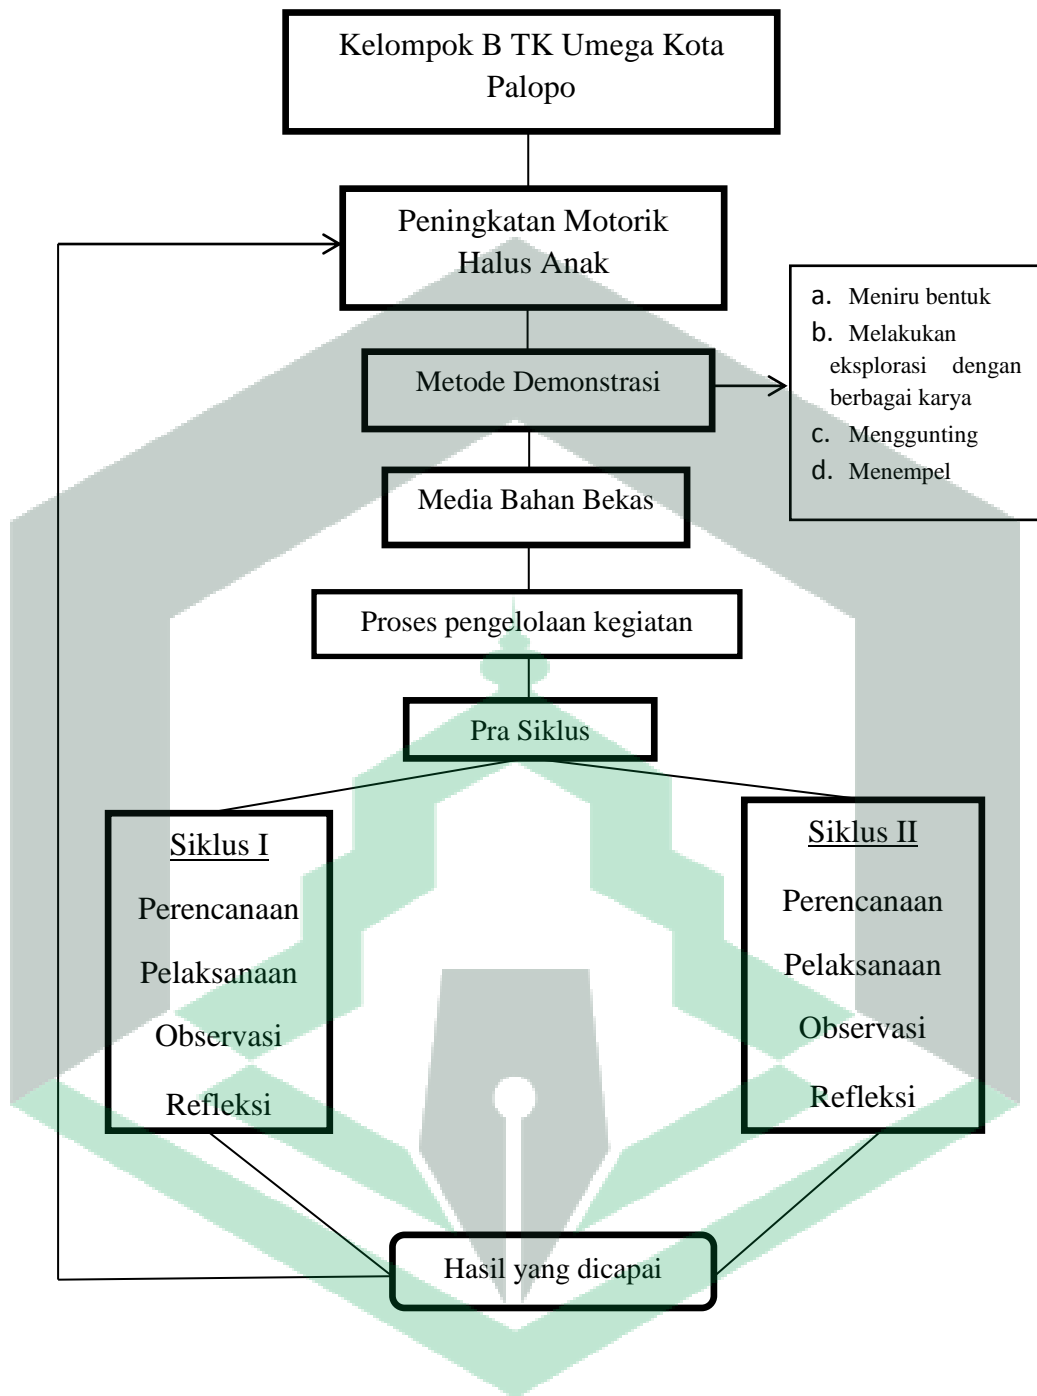 Kelompok B TK Umega Kota
Palopo
Peningkatan Motorik
Halus Anak
a. Meniru bentuk
b. Melakukan
eksplorasi dengan
berbagai karya
c. Menggunting
d. Menempel
Metode Demonstrasi
Media Bahan Bekas
Proses pengelolaan kegiatan
Pra Siklus
Siklus I
Perencanaan
Pelaksanaan
Observasi
Refleksi
Siklus II
Perencanaan
Pelaksanaan
Observasi
Refleksi
Hasil yang dicapai